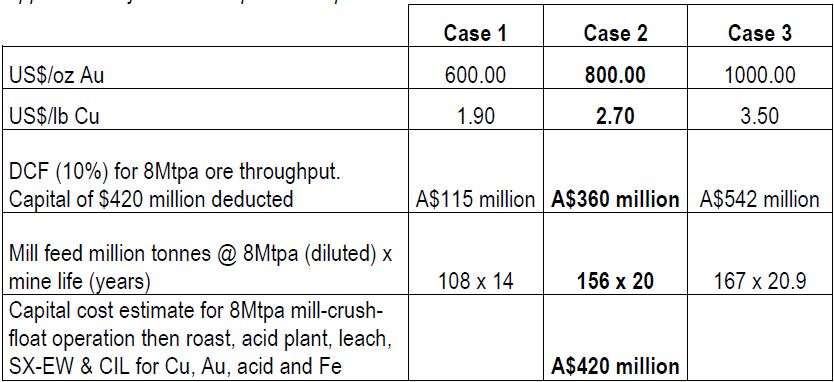 Case 1 Case 2 Case 3
US$/oz Au 600.00 800.00 1000.00
US$/lb Cu 1.90 2.70 3.50
DCF (10%) for 8Mtpa ore throughput.
Capital of $420 million deducted A$115 million A$360 million A$542 million
Mill feed million tonnes @ 8Mtpa (diluted) x
mine life (years) 108 x 14 156 x 20 167 x 20.9
Capital cost estimate for 8Mtpa mill-crush-
float operation then roast, acid plant, leach,
SX-EW & CIL for Cu, Au, acid and Fe A$420 million